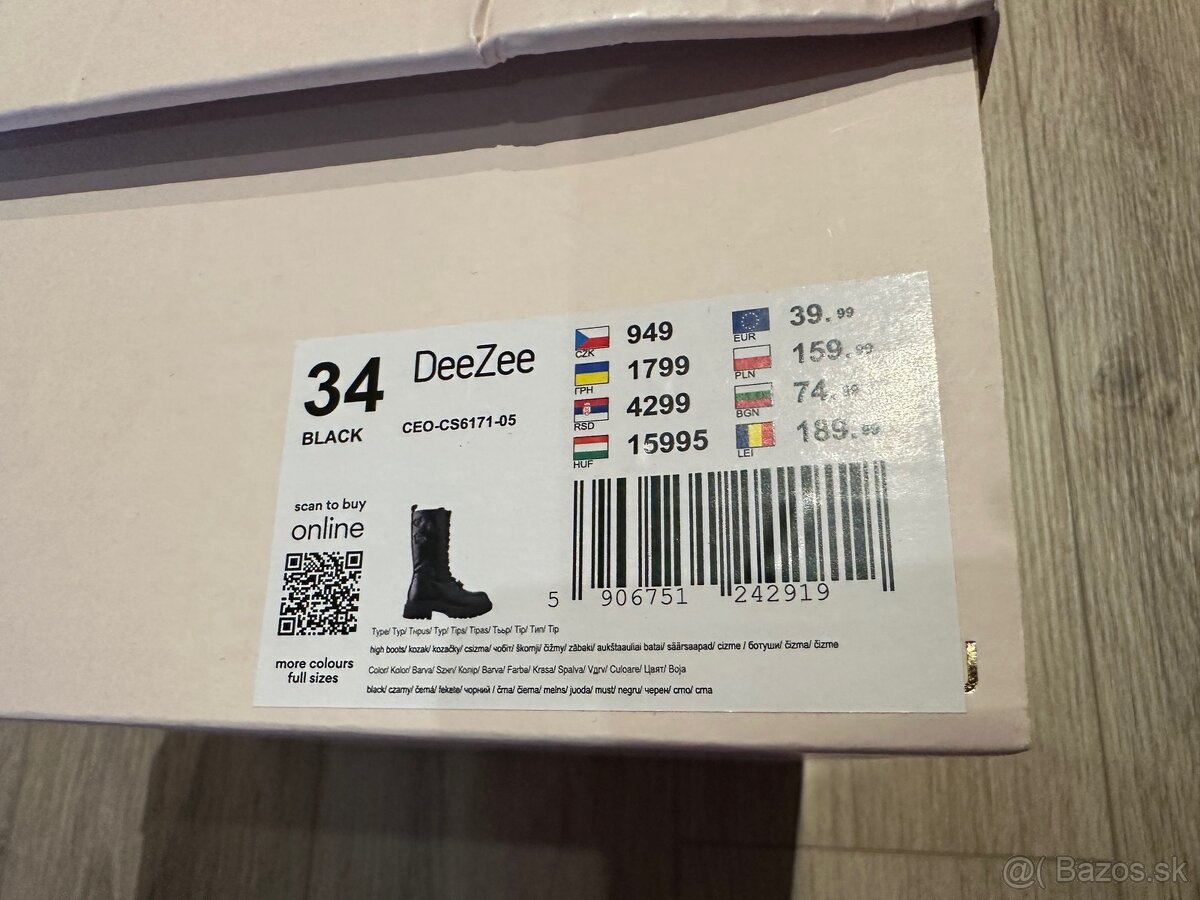 34
BLACK
DeeZee
CEO-CS6171-05
CZK 949
ГРН 1799
RSD 4299
HUF 15995
EUR 39.99
PLN 159.99
BGN 74.99
LEI 189.99
scan to buy
online
more colours
full sizes
5 906751 242919
Type/ Typ/ Típus/ Typ/ Tips/ Tipas/ Тьър/ Tip/ Тип/ Tip
high boots/ kozak/ kozačky/ csizma/ чобіт/ škornji/ čižmy/ zābaki/ aukštaauliai batai/ säärsaapad/ cizme / ботуши/ čizma/ čizme
Color/ Kolor/ Barva/ Szín/ Колір/ Barva/ Farba/ Krasa/ Spalva/ Värv/ Culoare/ Цвят/ Boja
black/ czarny/ černá/ fekete/ чорний / črna/ čierna/ melns/ juoda/ must/ negru/ черен/ crno/ crna
@( Bazos.sk